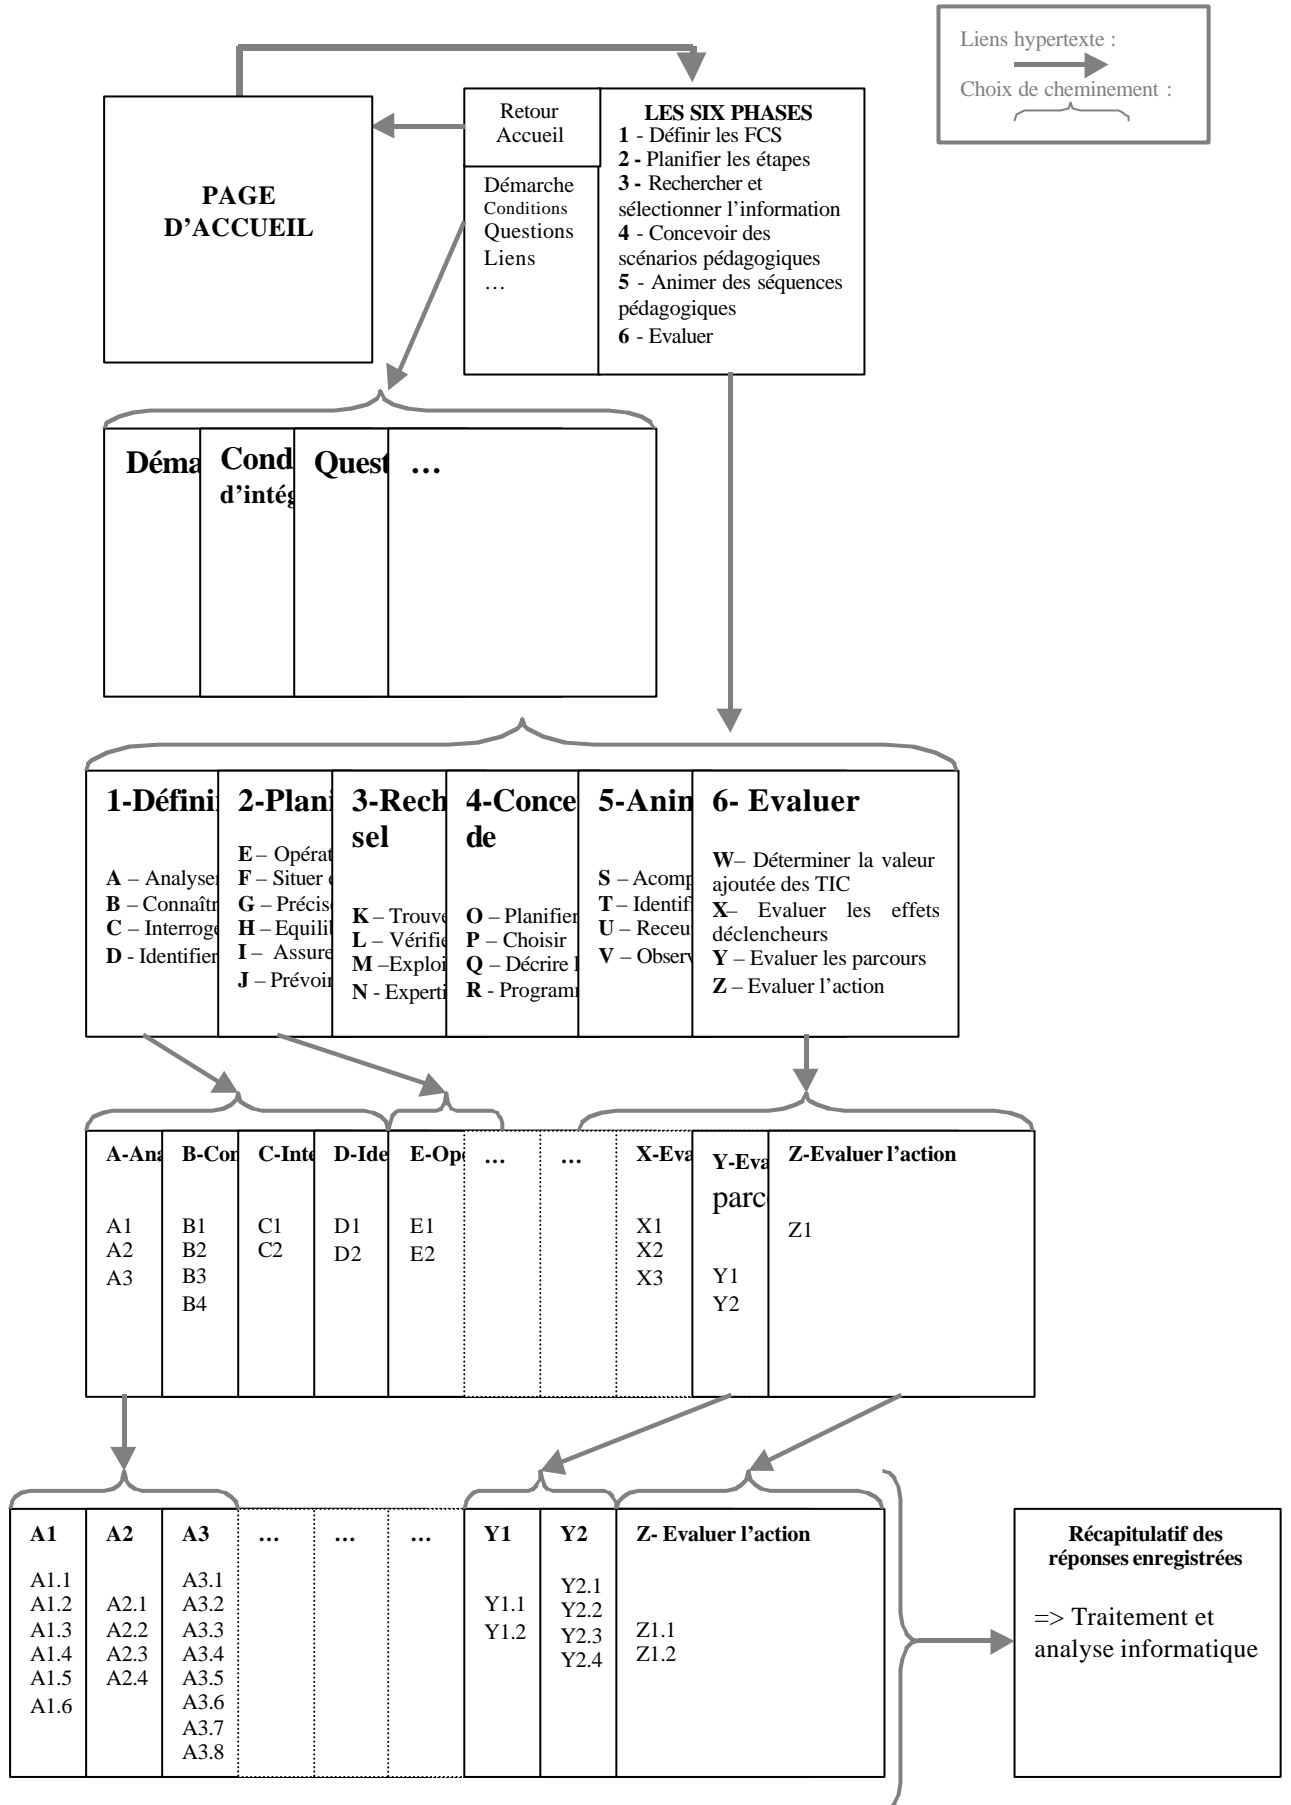 Liens hypertexte :
Choix de cheminement :
PAGE
D’ACCUEIL
Retour
Accueil
Démarche
Conditions
Questions
Liens
…
LES SIX PHASES
1 - Définir les FCS
2 - Planifier les étapes
3 - Rechercher et
sélectionner l’information
4 - Concevoir des
scénarios pédagogiques
5 - Animer des séquences
pédagogiques
6 - Evaluer
Déma
Cond
d’intég
Quest
…
1-Défini
A – Analyser
B – Connaîtr
C – Interroge
D - Identifier
2-Plani
E – Opérat
F – Situer
G – Précise
H – Equilib
I – Assure
J – Prévoir
3-Rech
sel
K – Trouve
L – Vérifie
M –Exploi
N - Experti
4-Conce
de
O – Planifier
P – Choisir
Q – Décrire
R - Program
5-Anim
S – Acomp
T – Identif
U – Receu
V – Observ
6- Evaluer
W– Déterminer la valeur
ajoutée des TIC
X– Evaluer les effets
déclencheurs
Y – Evaluer les parcours
Z – Evaluer l’action
A-Ana
A1
A2
A3
B-Con
B1
B2
B3
B4
C-Inte
C1
C2
D-Ide
D1
D2
E-Opé
E1
E2
…
…
X-Eva
X1
X2
X3
Y-Eva
parc
Y1
Y2
Z-Evaluer l’action
Z1
A1
A1.1
A1.2
A1.3
A1.4
A1.5
A1.6
A2
A2.1
A2.2
A2.3
A2.4
A3
A3.1
A3.2
A3.3
A3.4
A3.5
A3.6
A3.7
A3.8
…
…
…
Y1
Y1.1
Y1.2
Y2
Y2.1
Y2.2
Y2.3
Y2.4
Z- Evaluer l’action
Z1.1
Z1.2
Récapitulatif des
réponses enregistrées
=> Traitement et
analyse informatique